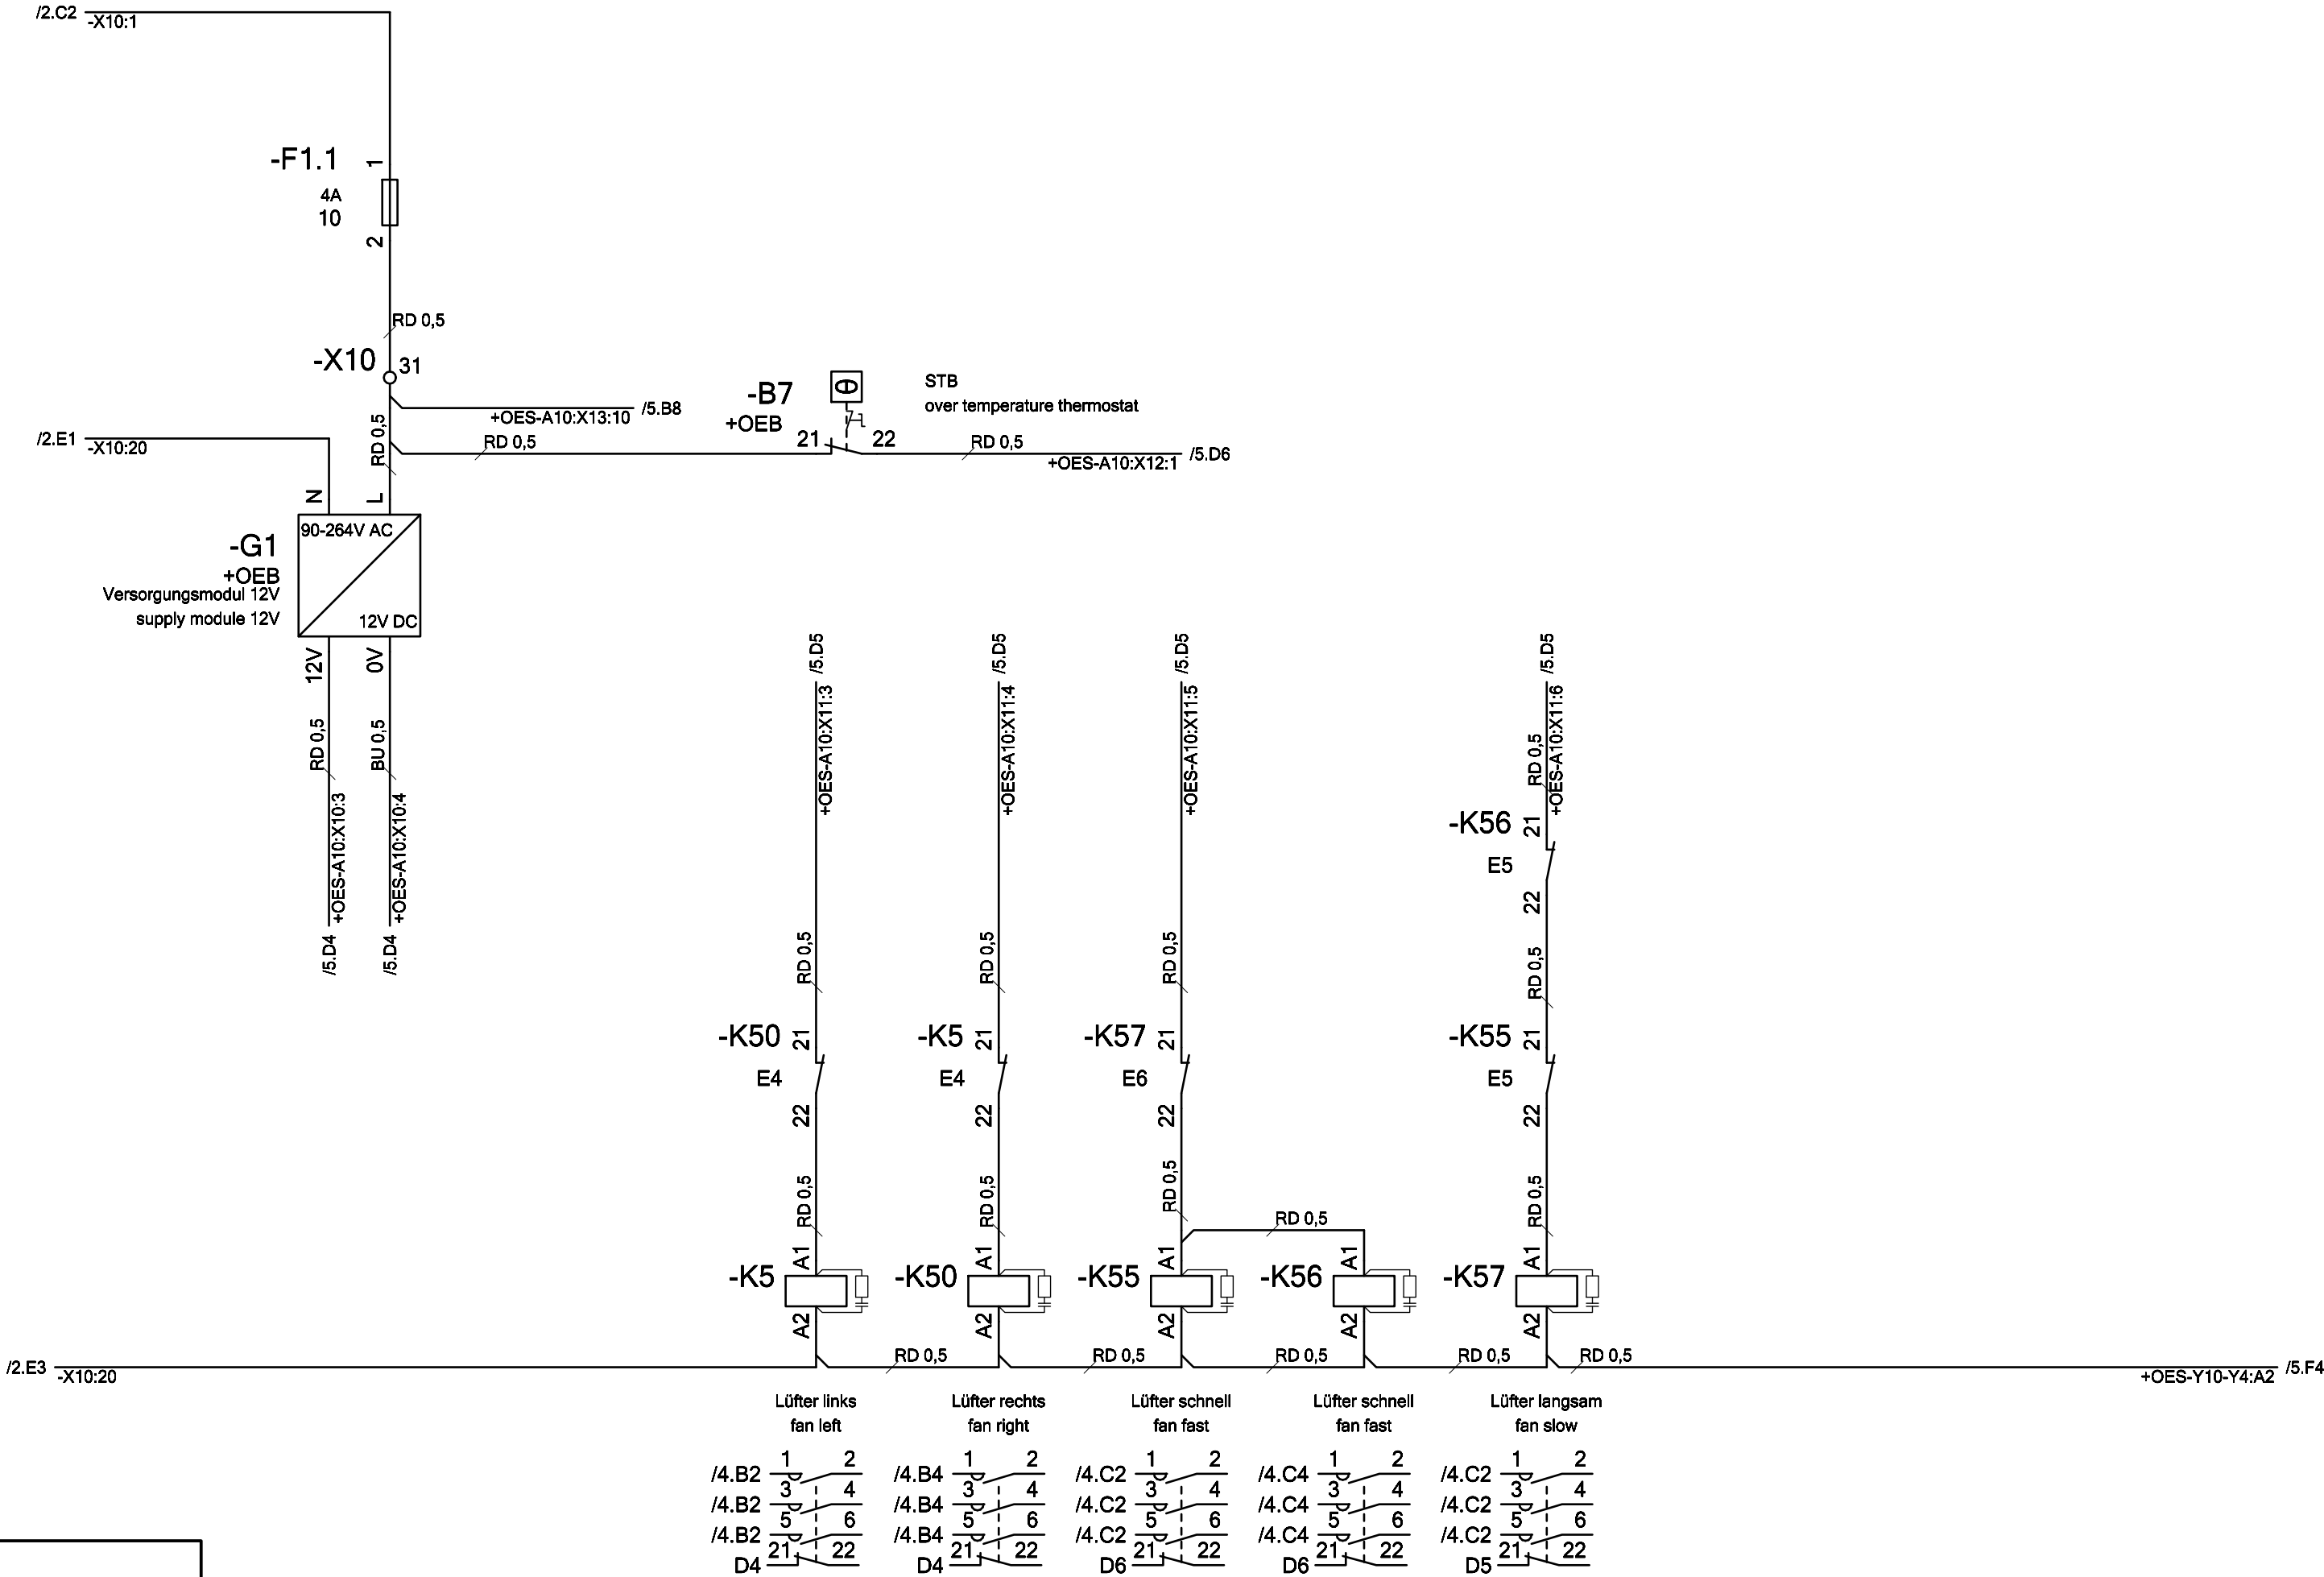 /2.C2
-X10:1
-F1.1
1
4A
10
2
RD 0,5
-X10
31
+OES-A10:X13:10
/5.B8
/2.E1
-X10:20
RD 0,5
RD 0,5
-B7
+OEB
21
22
STB
over temperature thermostat
RD 0,5
+OES-A10:X12:1
/5.D6
N
L
90-264V AC
12V DC
-G1
+OEB
Versorgungsmodul 12V
supply module 12V
12V
0V
RD 0,5
BU 0,5
+OES-A10:X10:3
+OES-A10:X10:4
/5.D4
/5.D4
/5.D5
/5.D5
/5.D5
/5.D5
+OES-A10:X11:3
+OES-A10:X11:4
+OES-A10:X11:5
+OES-A10:X11:6
RD 0,5
-K56
21
E5
22
RD 0,5
RD 0,5
RD 0,5
RD 0,5
-K50
21
E4
22
-K5
21
E4
22
-K57
21
E6
22
-K55
21
E5
22
RD 0,5
RD 0,5
RD 0,5
RD 0,5
RD 0,5
-K5
A1
A2
-K50
A1
A2
-K55
A1
A2
-K56
A1
A2
-K57
A1
A2
/2.E3
-X10:20
RD 0,5
RD 0,5
RD 0,5
RD 0,5
RD 0,5
+OES-Y10-Y4:A2
/5.F4
Lüfter links
fan left
Lüfter rechts
fan right
Lüfter schnell
fan fast
Lüfter schnell
fan fast
Lüfter langsam
fan slow
/4.B2 1 2
/4.B2 3 4
/4.B2 5 6
D4 21 22
/4.B4 1 2
/4.B4 3 4
/4.B4 5 6
D4 21 22
/4.C2 1 2
/4.C2 3 4
/4.C2 5 6
D6 21 22
/4.C4 1 2
/4.C4 3 4
/4.C4 5 6
D6 21 22
/4.C2 1 2
/4.C2 3 4
/4.C2 5 6
D5 21 22